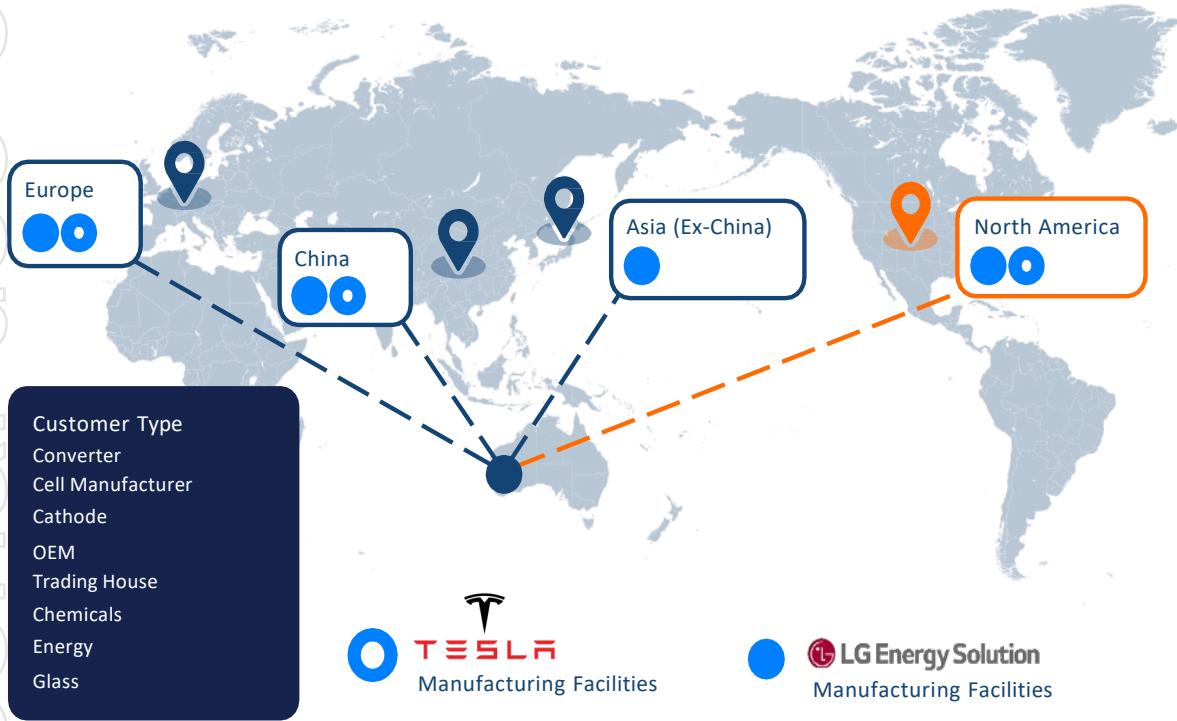 Europe
China
Asia (Ex-China)
North America
Customer Type
Converter
Cell Manufacturer
Cathode
OEM
Trading House
Chemicals
Energy
Glass
TESLA
Manufacturing Facilities
LG Energy Solution
Manufacturing Facilities